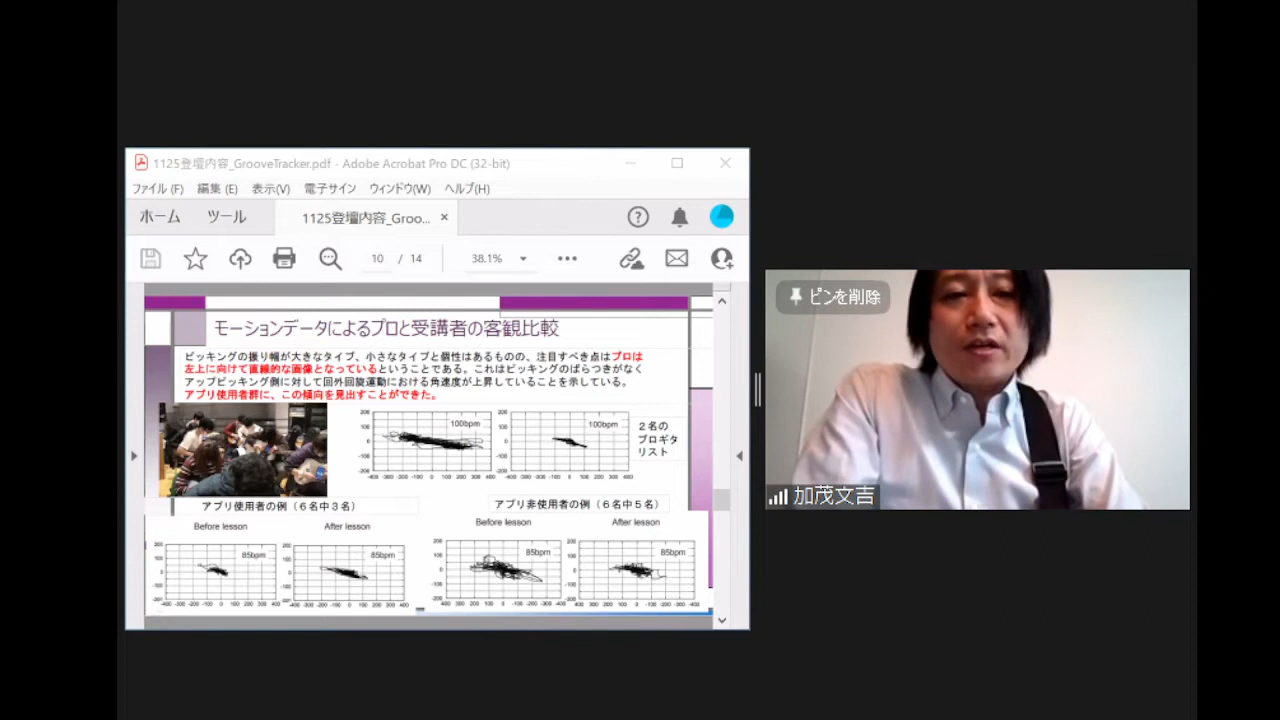 1125登壇内容_GrooveTracker.pdf - Adobe Acrobat Pro DC (32-bit)
ファイル (F) 編集 (E) 表示(V) 電子サイン ウィンドウ(W) ヘルプ(H)
ホーム ツール 1125登壇内容_Groo... ×
10 / 14 38.1%
モーションデータによるプロと受講者の客観比較
ピッキングの振り幅が大きなタイプ、小さなタイプと個性はあるものの、注目すべき点はプロは
左上に向けて直線的な画像となっているということである。これはピッキングのばらつきがなく
アップピッキング側に対して回外回旋運動における角速度が上昇していることを示している。
アプリ使用者群に、この傾向を見出すことができた。
100bpm
100bpm
２名の
プロギタ
リスト
アプリ使用者の例（６名中３名）
Before lesson After lesson
85bpm
85bpm
アプリ非使用者の例（６名中５名）
Before lesson After lesson
85bpm
85bpm
ピンを削除
加茂文吉